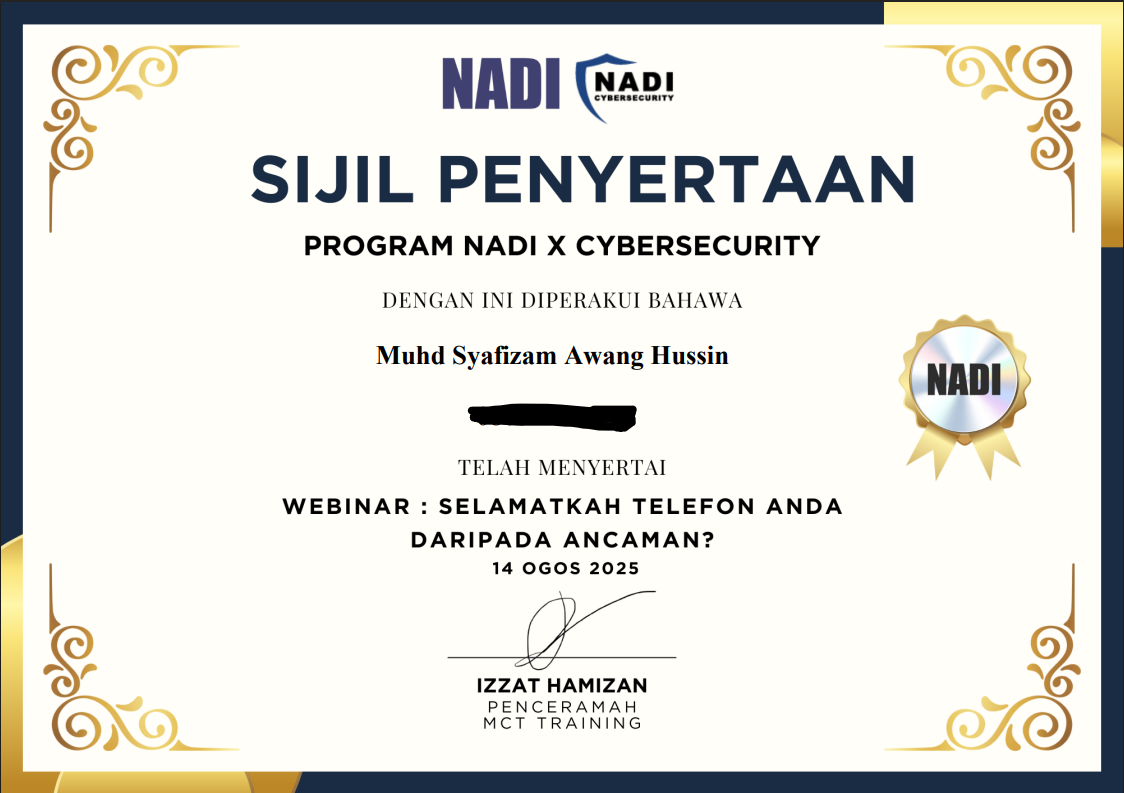 NADI
NADI
CYBERSECURITY
SIJIL PENYERTAAN
PROGRAM NADI X CYBERSECURITY
DENGAN INI DIPERAKUI BAHAWA
Muhd Syafizam Awang Hussin
NADI
TELAH MENYERTAI
WEBINAR : SELAMATKAH TELEFON ANDA
DARIPADA ANCAMAN?
14 OGOS 2025
IZZAT HAMIZAN
PENCERAMAH
MCT TRAINING